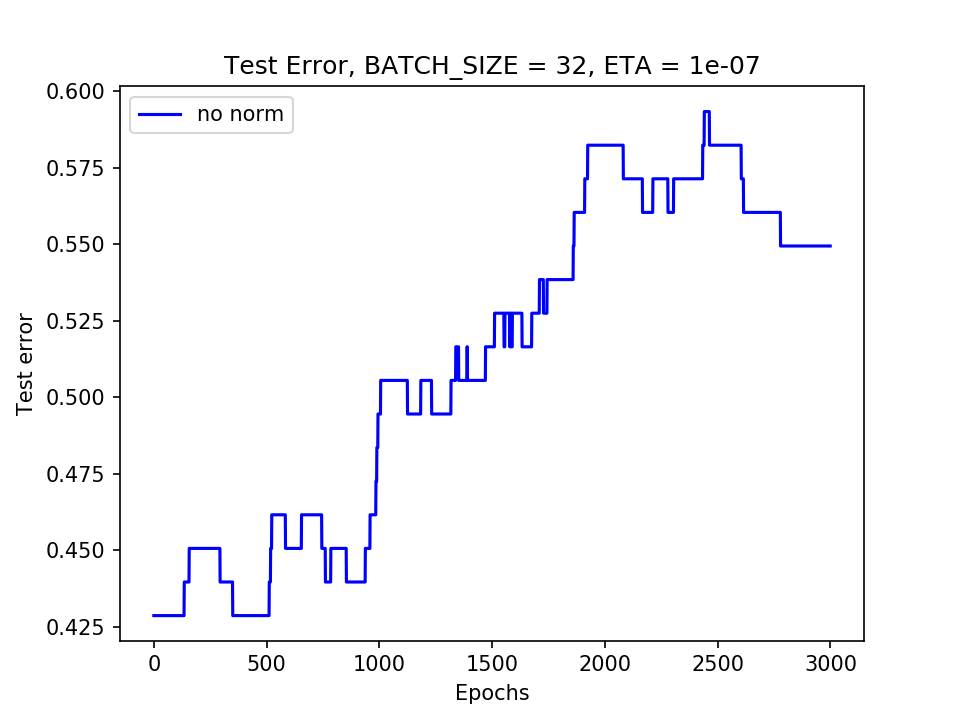 Test Error, BATCH_SIZE = 32, ETA = 1e-07
no norm
0.600
0.575
0.550
0.525
0.500
0.475
0.450
0.425
Test error
0 500 1000 1500 2000 2500 3000
Epochs